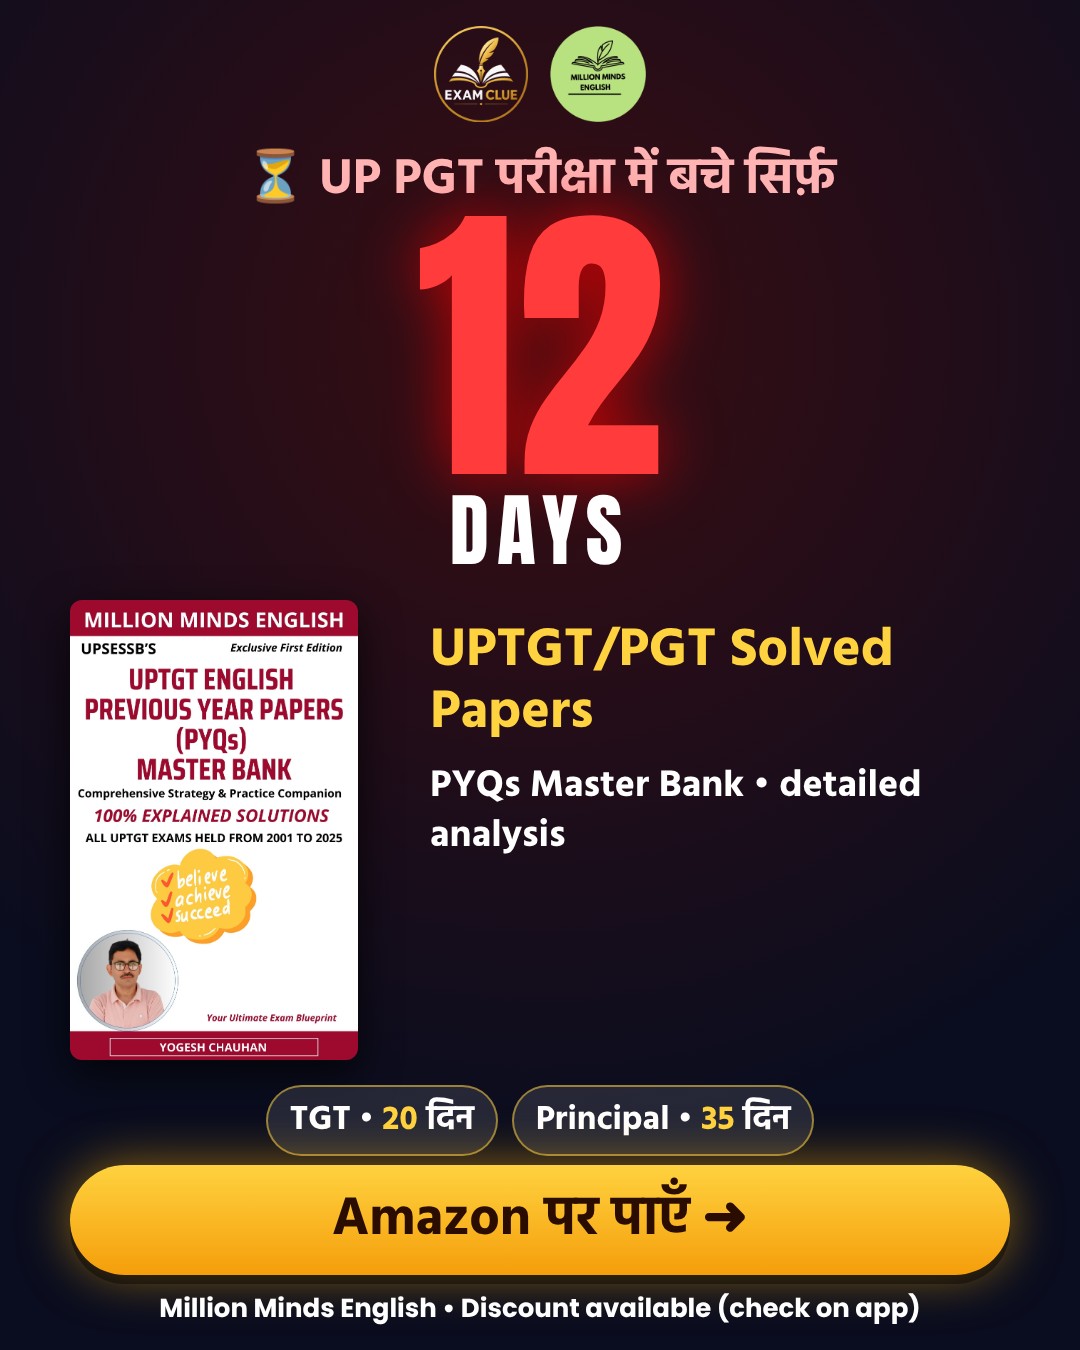 EXAM CLUE
MILLION MINDS
ENGLISH
⏳ UP PGT परीक्षा में बचे सिर्फ़
12
DAYS
MILLION MINDS ENGLISH
UPSESSB'S
Exclusive First Edition
UPTGT ENGLISH
PREVIOUS YEAR PAPERS
(PYQs)
MASTER BANK
Comprehensive Strategy & Practice Companion
100% EXPLAINED SOLUTIONS
ALL UPTGT EXAMS HELD FROM 2001 TO 2025
believe
achieve
succeed
Your Ultimate Exam Blueprint
YOGESH CHAUHAN
UPTGT/PGT Solved
Papers
PYQs Master Bank • detailed
analysis
TGT • 20 दिन
Principal • 35 दिन
Amazon पर पाएँ ➜
Million Minds English • Discount available (check on app)